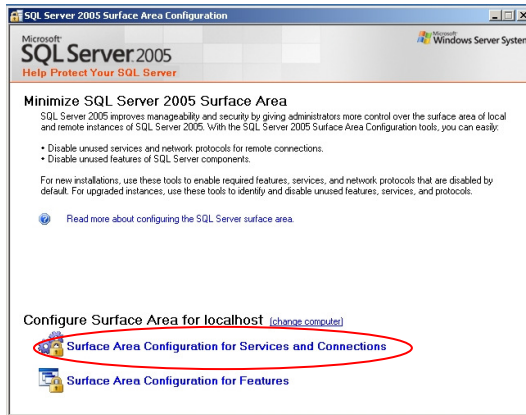 SQL Server 2005 Surface Area Configuration
Microsoft
SQL Server 2005
Help Protect Your SQL Server
Microsoft
Windows Server System
Minimize SQL Server 2005 Surface Area
SQL Server 2005 improves manageability and security by giving administrators more control over the surface area of local
and remote instances of SQL Server 2005. With the SQL Server 2005 Surface Area Configuration tools, you can easily:
• Disable unused services and network protocols for remote connections.
• Disable unused features of SQL Server components.
For new installations, use these tools to enable required features, services, and network protocols that are disabled by
default. For upgraded instances, use these tools to identify and disable unused features, services, and protocols.
Read more about configuring the SQL Server surface area.
Configure Surface Area for localhost (change computer)
Surface Area Configuration for Services and Connections
Surface Area Configuration for Features